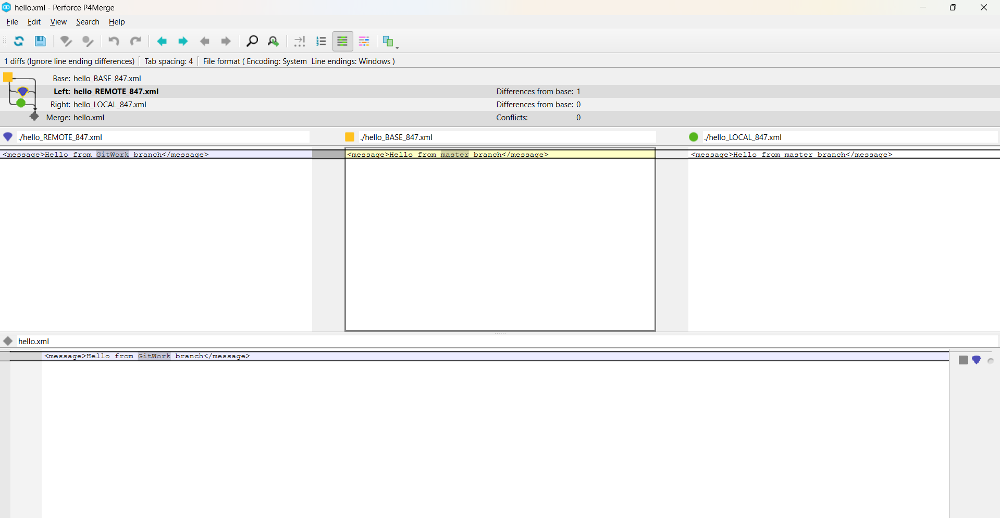 hello.xml - Perforce P4Merge
File Edit View Search Help
1 diffs (Ignore line ending differences) Tab spacing: 4 File format ( Encoding: System Line endings: Windows )
Base: hello_BASE_847.xml
Left: hello_REMOTE_847.xml Differences from base: 1
Right: hello_LOCAL_847.xml Differences from base: 0
Merge: hello.xml Conflicts: 0
./hello_REMOTE_847.xml ./hello_BASE_847.xml ./hello_LOCAL_847.xml
<message>Hello from GitWork branch</message> <message>Hello from master branch</message> <message>Hello from master branch</message>
hello.xml
<message>Hello from GitWork branch</message>